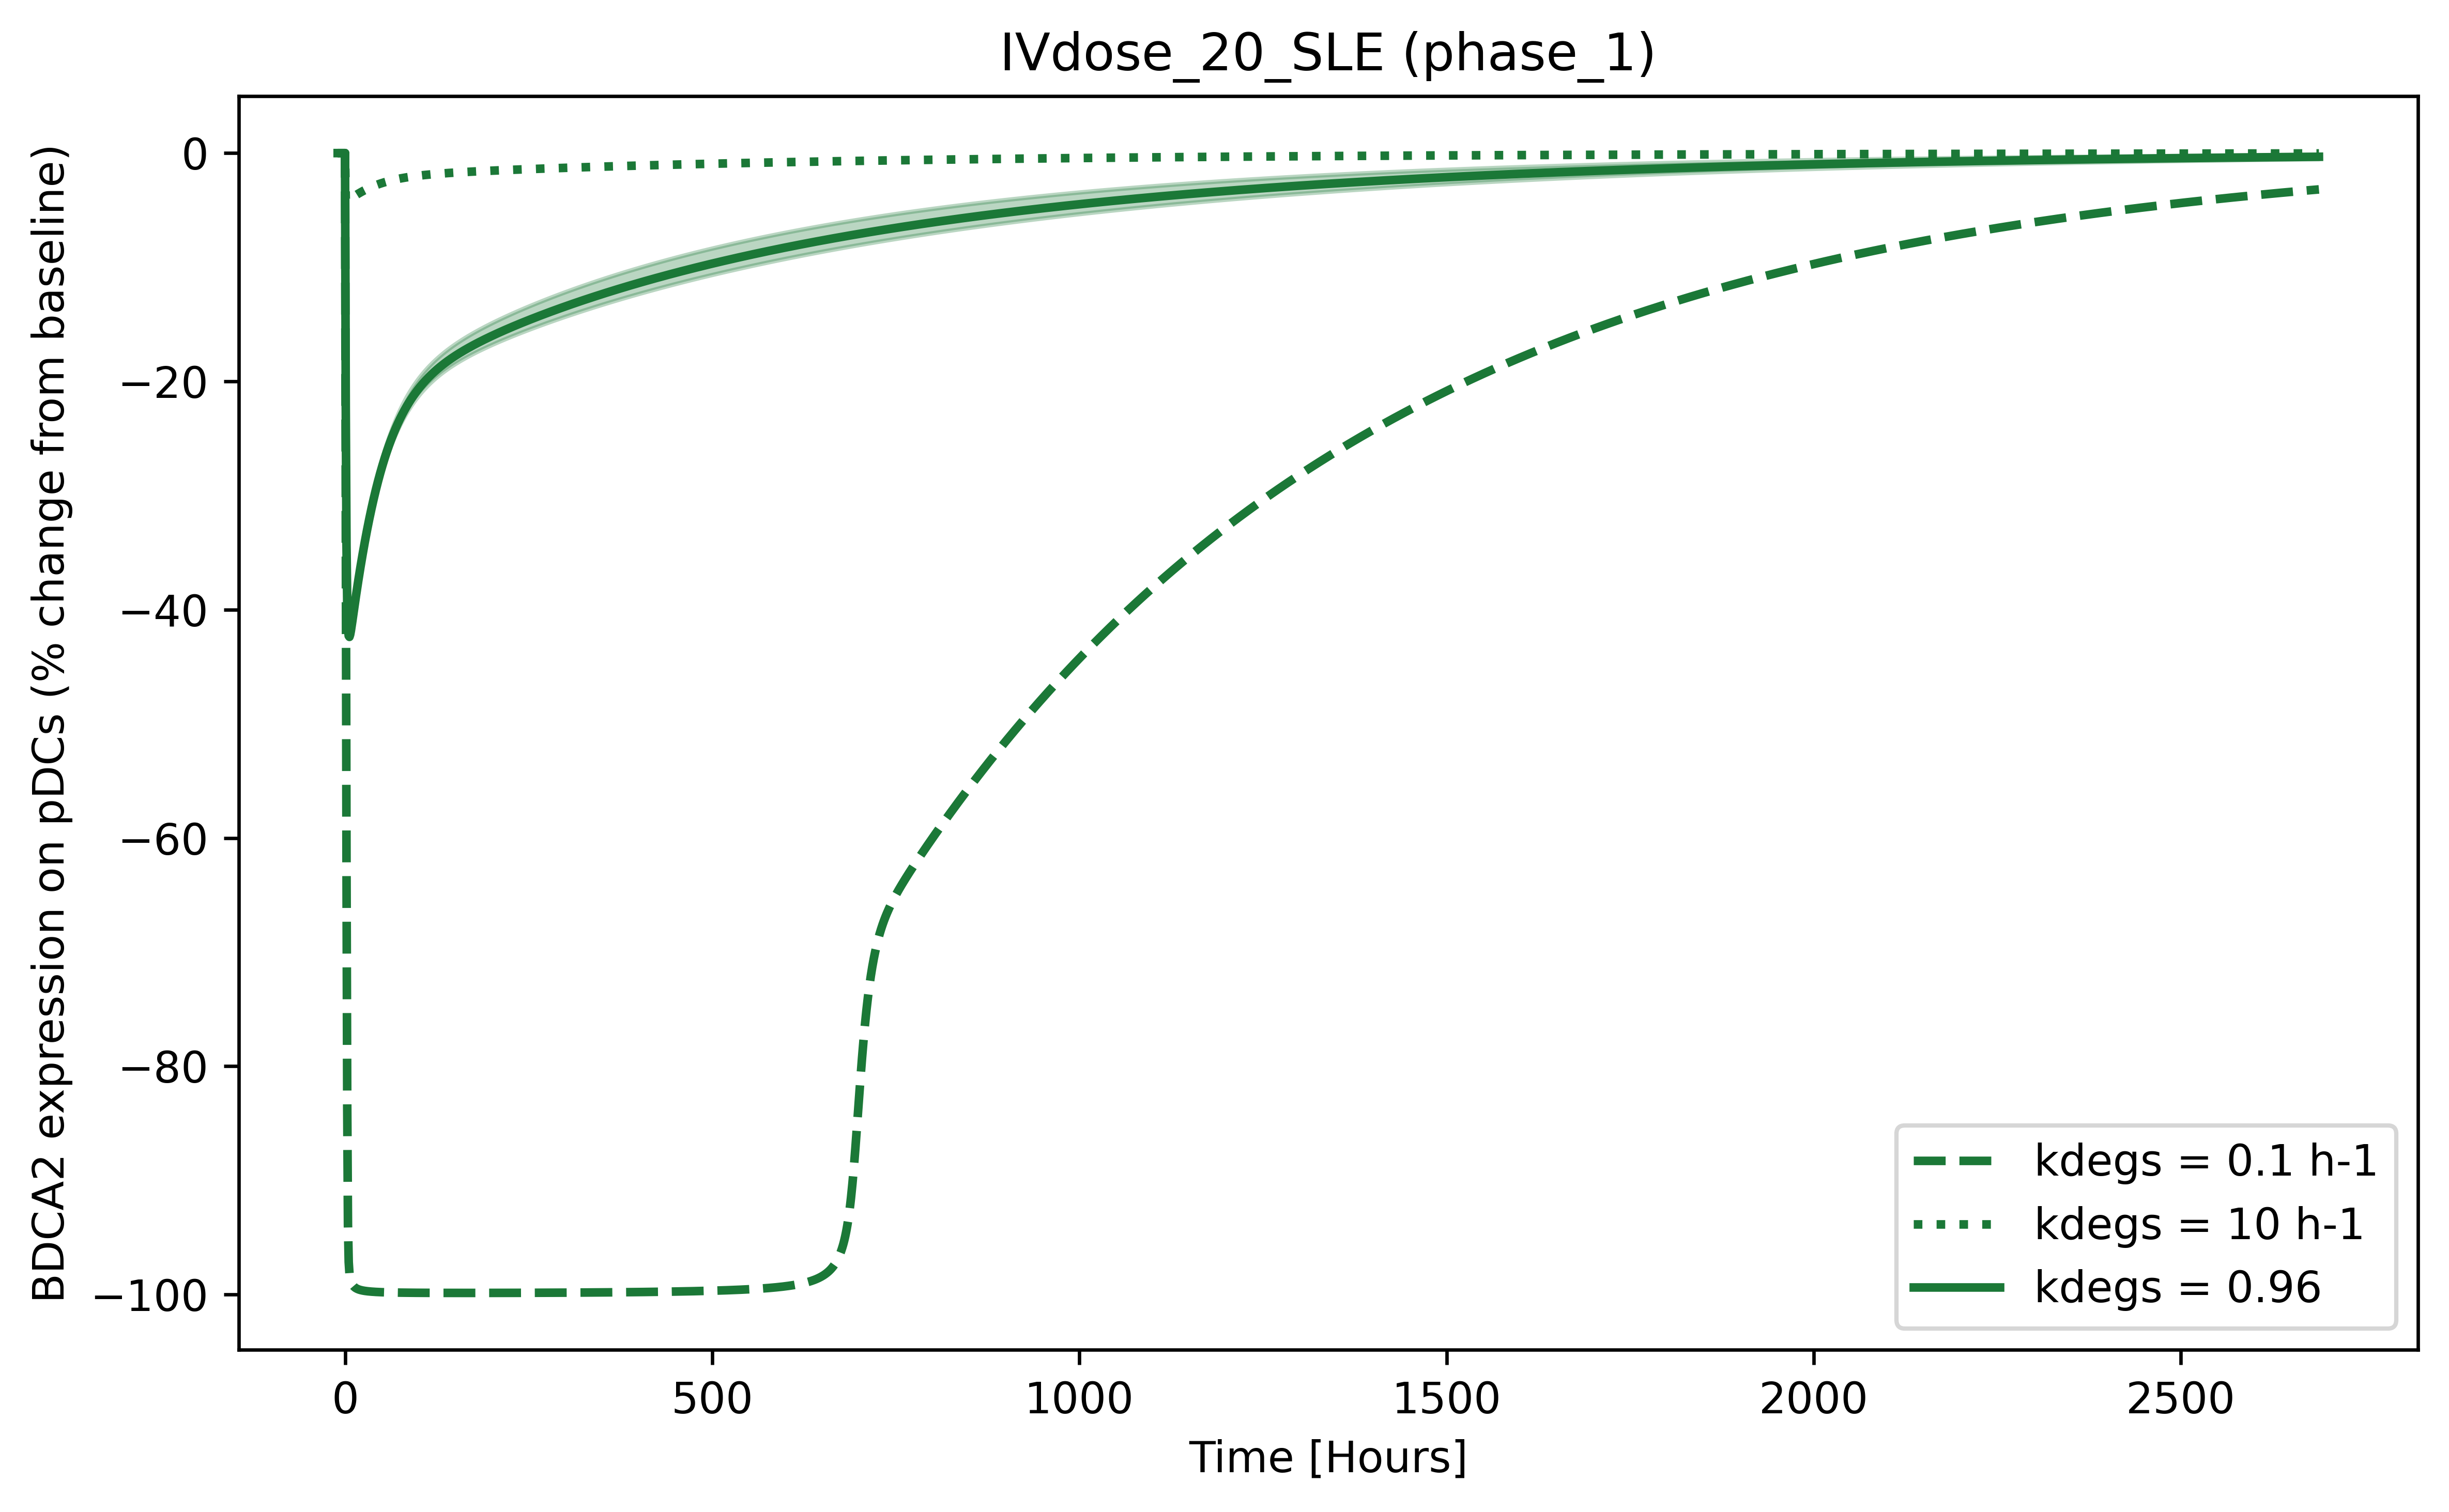 IVdose_20_SLE (phase_1)
BDCA2 expression on pDCs (% change from baseline)
0
−20
−40
−60
−80
−100
kdegs = 0.1 h-1
kdegs = 10 h-1
kdegs = 0.96
0 500 1000 1500 2000 2500
Time [Hours]